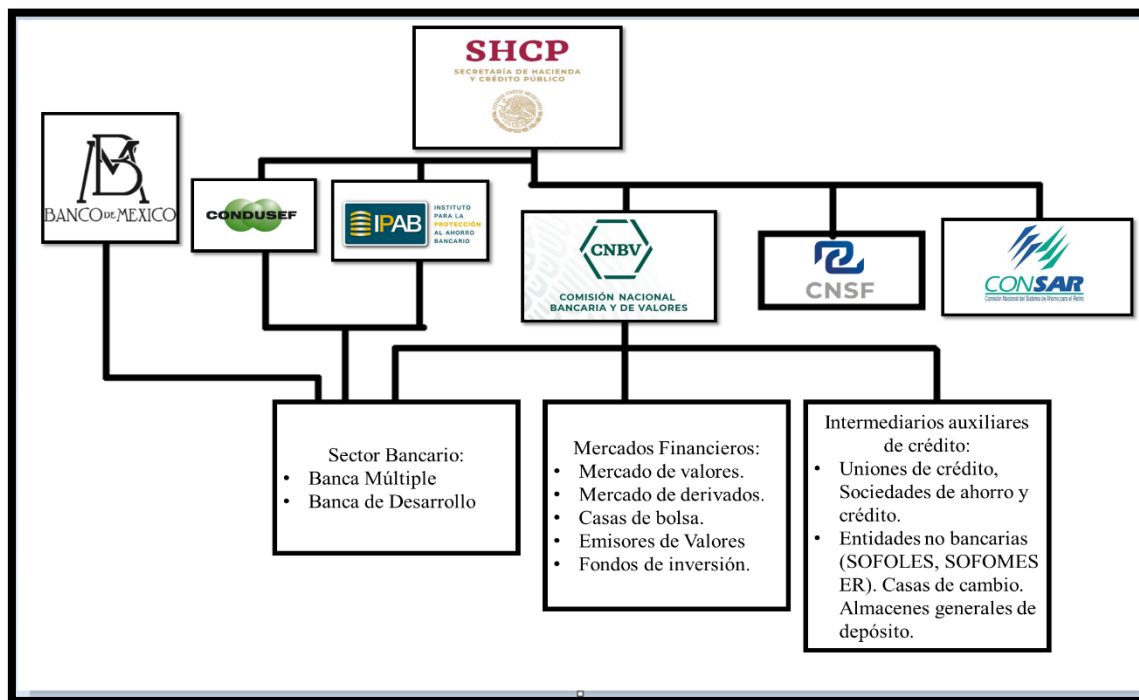 SHCP
SECRETARÍA DE HACIENDA
Y CRÉDITO PÚBLICO
BM
BANCO DE MEXICO
CONDUSEF
IPAB
INSTITUTO
PARA LA
PROTECCIÓN
AL AHORRO
BANCARIO
CNBV
COMISIÓN NACIONAL
BANCARIA Y DE VALORES
CNSF
CONSAR
Comisión Nacional del Sistema de Ahorro para el Retiro
Sector Bancario:
• Banca Múltiple
• Banca de Desarrollo
Mercados Financieros:
• Mercado de valores.
• Mercado de derivados.
• Casas de bolsa.
• Emisores de Valores
• Fondos de inversión.
Intermediarios auxiliares
de crédito:
• Uniones de crédito,
Sociedades de ahorro y
crédito.
• Entidades no bancarias
(SOFOLES, SOFOMES
ER). Casas de cambio.
Almacenes generales de
depósito.